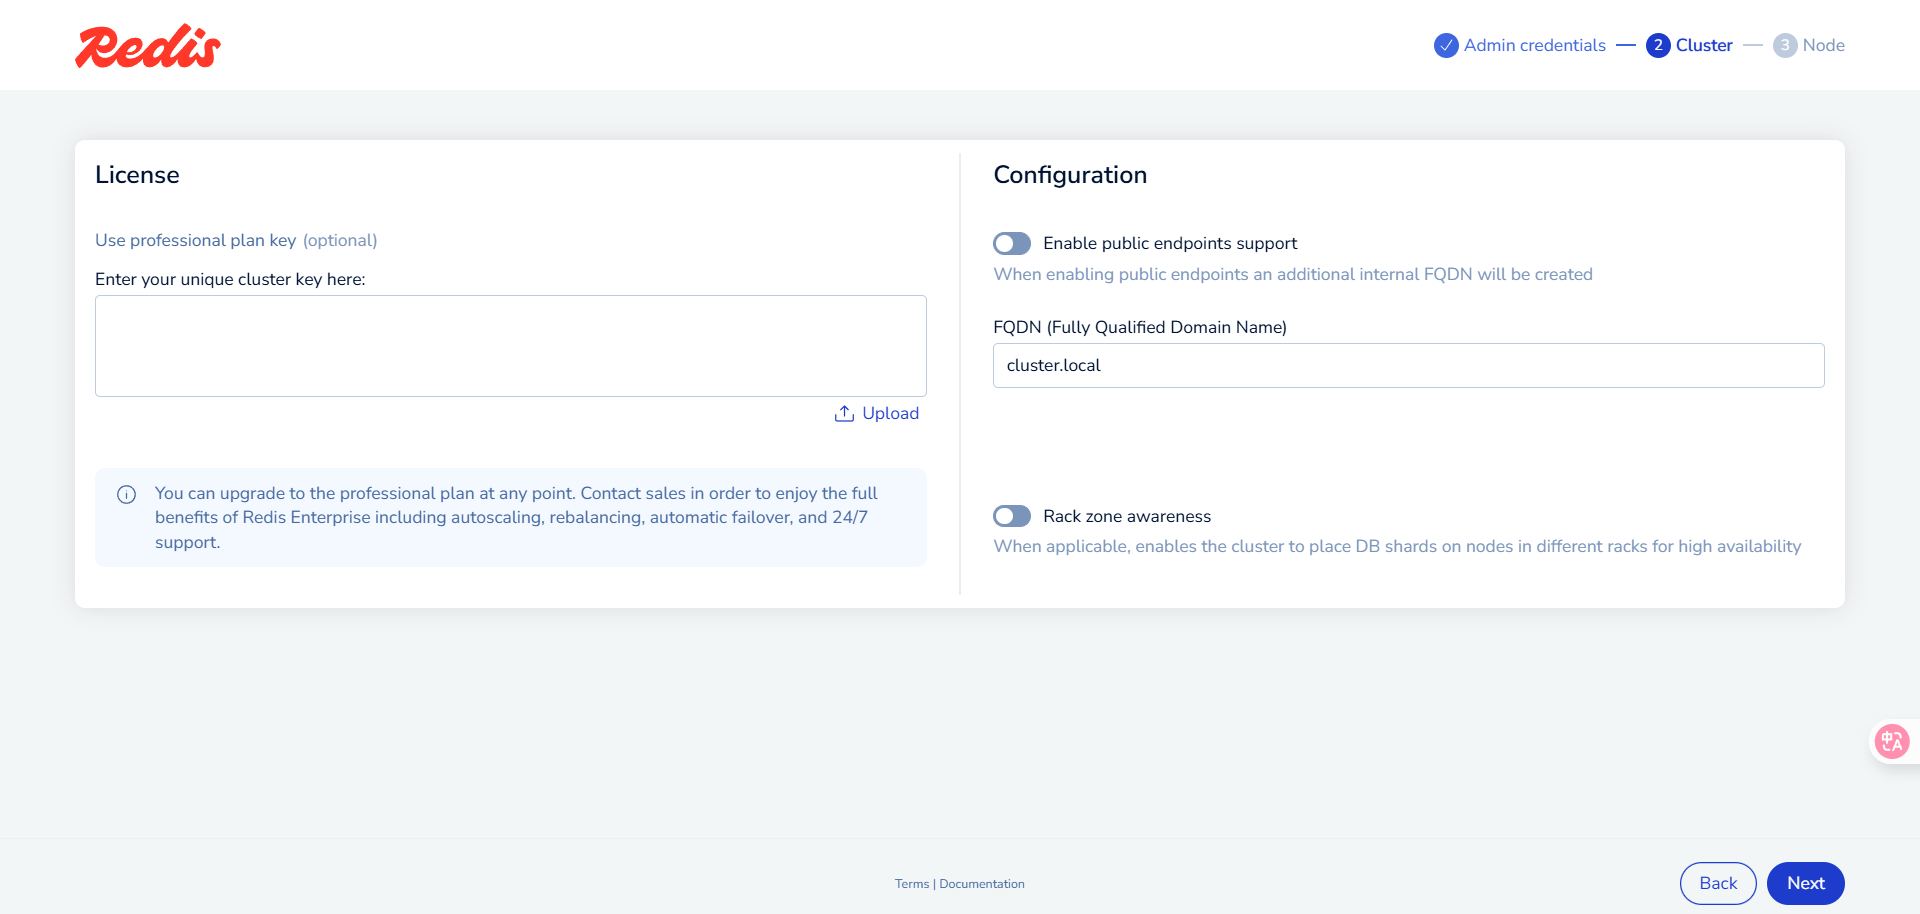 Redis
Admin credentials
2 Cluster
3 Node
License
Use professional plan key (optional)
Enter your unique cluster key here:
Upload
You can upgrade to the professional plan at any point. Contact sales in order to enjoy the full
benefits of Redis Enterprise including autoscaling, rebalancing, automatic failover, and 24/7
support.
Configuration
Enable public endpoints support
When enabling public endpoints an additional internal FQDN will be created
FQDN (Fully Qualified Domain Name)
cluster.local
Rack zone awareness
When applicable, enables the cluster to place DB shards on nodes in different racks for high availability
中A
Terms | Documentation
Back
Next